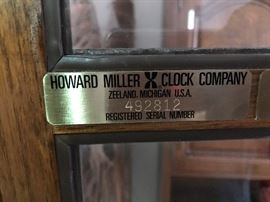 HOWARD MILLER CLOCK COMPANY
ZEELAND, MICHIGAN U.S.A.
492812
REGISTERED SERIAL NUMBER